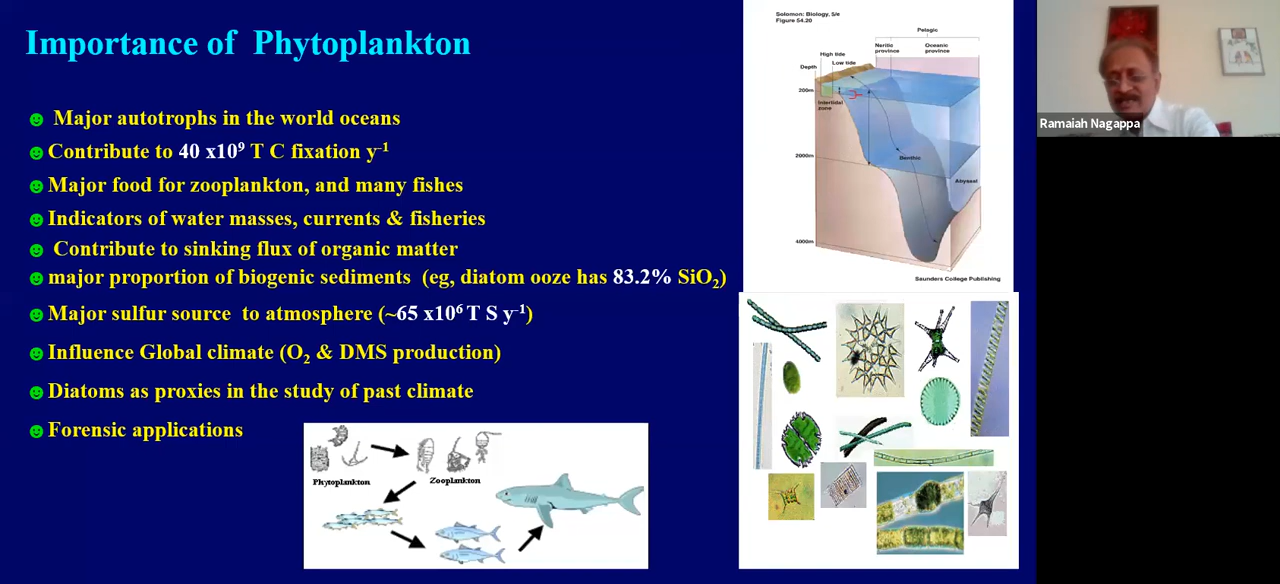 Importance of Phytoplankton
Major autotrophs in the world oceans
Contribute to 40 x10⁹ T C fixation y⁻¹
Major food for zooplankton, and many fishes
Indicators of water masses, currents & fisheries
Contribute to sinking flux of organic matter
major proportion of biogenic sediments (eg, diatom ooze has 83.2% SiO₂)
Major sulfur source to atmosphere (~65 x10⁶ T S y⁻¹)
Influence Global climate (O₂ & DMS production)
Diatoms as proxies in the study of past climate
Forensic applications
Phytoplankton
Zooplankton
Solomon: Biology, 5/e
Figure 54.20
Pelagic
Neritic province
Oceanic province
High tide
Low tide
Depth
200m
Intertidal zone
2000m
Benthic
Abyssal
4000m
Saunders College Publishing
Ramaiah Nagappa